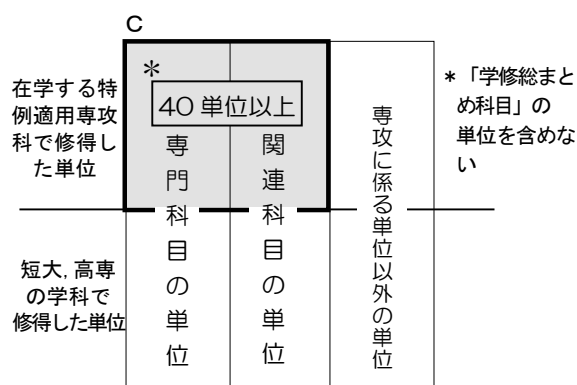 C
在学する特
例適用専攻
科で修得し
た単位
*
40 単位以上
専門科目の単位
関連科目の単位
専攻に係る単位以外の単位
*「学修総まと
め科目」の
単位を含めな
い
短大, 高専
の学科で
修得した単位